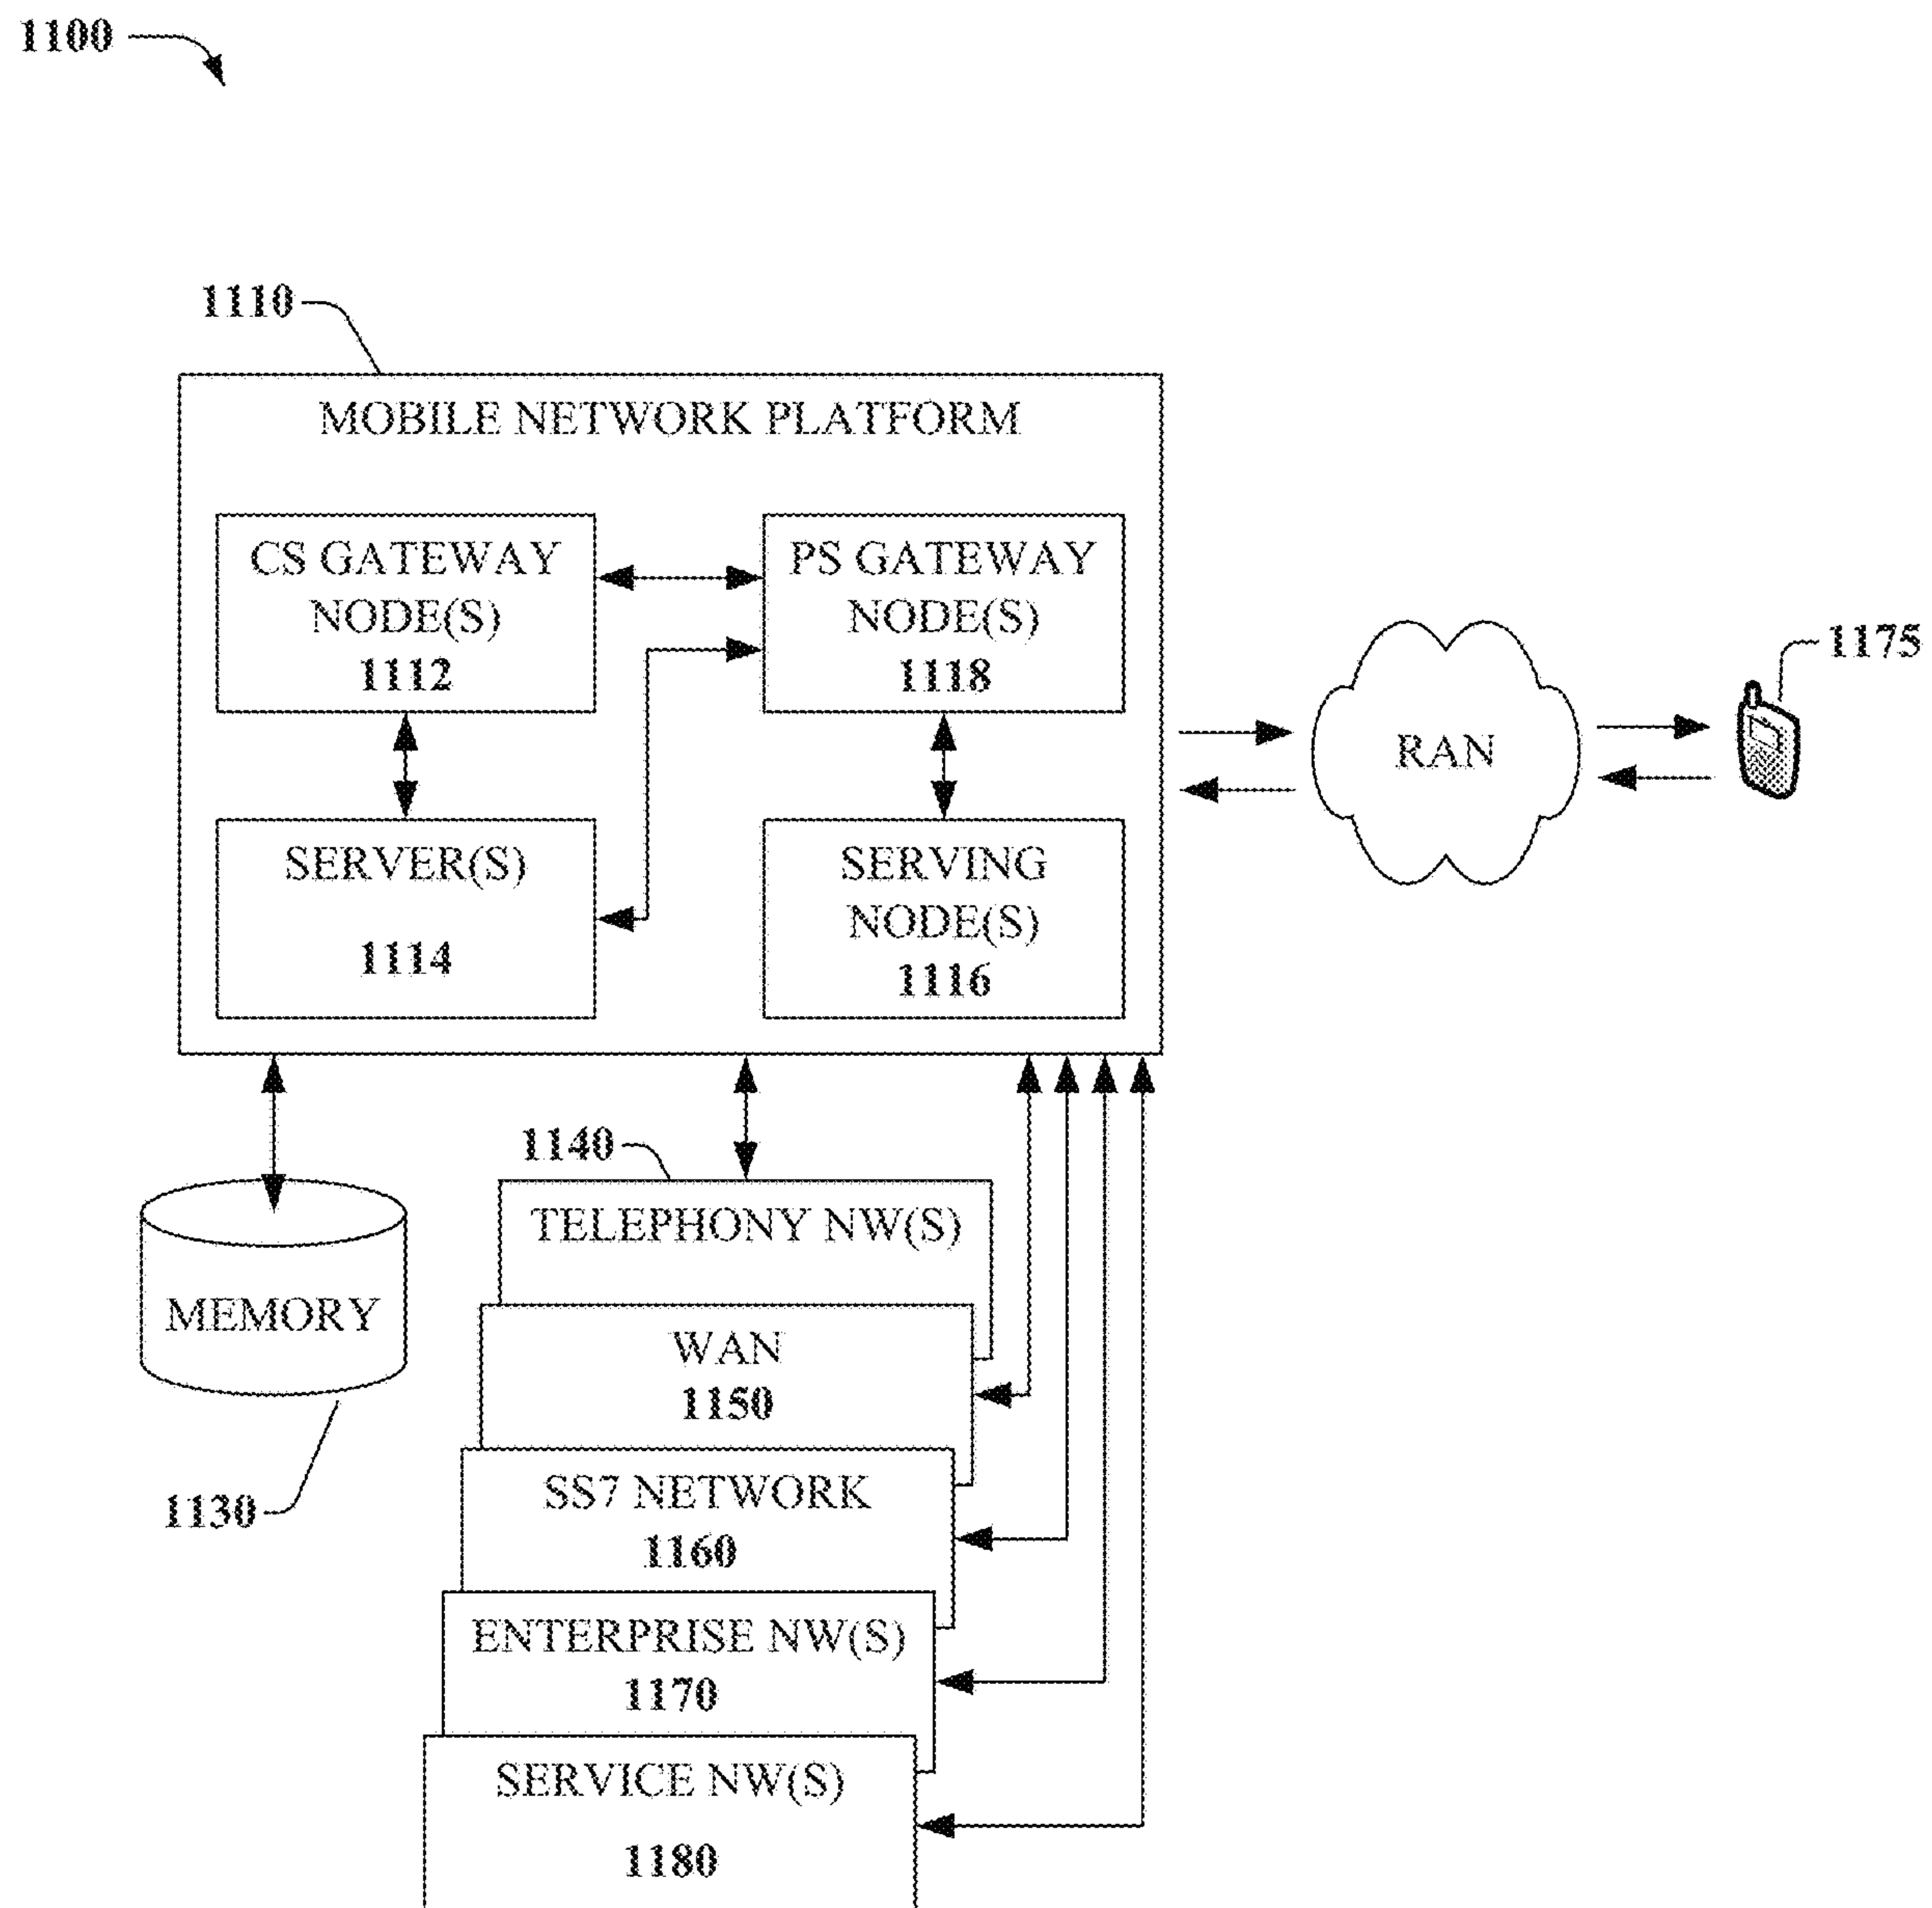 1100
1110
MOBILE NETWORK PLATFORM
CS GATEWAY
NODE(S)
1112
PS GATEWAY
NODE(S)
1118
SERVER(S)
1114
SERVING
NODE(S)
1116
RAN
1175
1140
TELEPHONY NW(S)
MEMORY
1130
WAN
1150
SS7 NETWORK
1160
ENTERPRISE NW(S)
1170
SERVICE NW(S)
1180